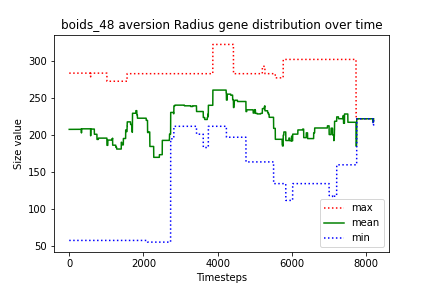 boids_48 aversion Radius gene distribution over time
Size value
300
250
200
150
100
50
0
2000
4000
6000
8000
Timesteps
max
mean
min